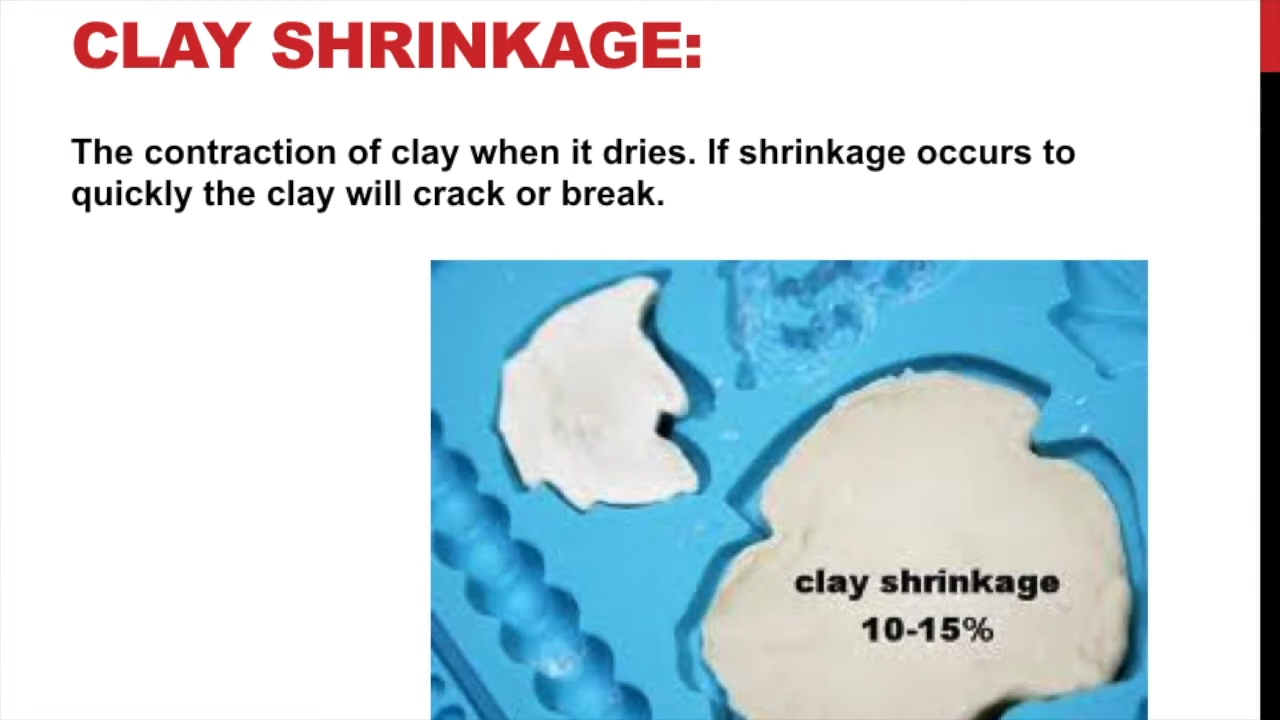 CLAY SHRINKAGE:
The contraction of clay when it dries. If shrinkage occurs to
quickly the clay will crack or break.
clay shrinkage
10-15%